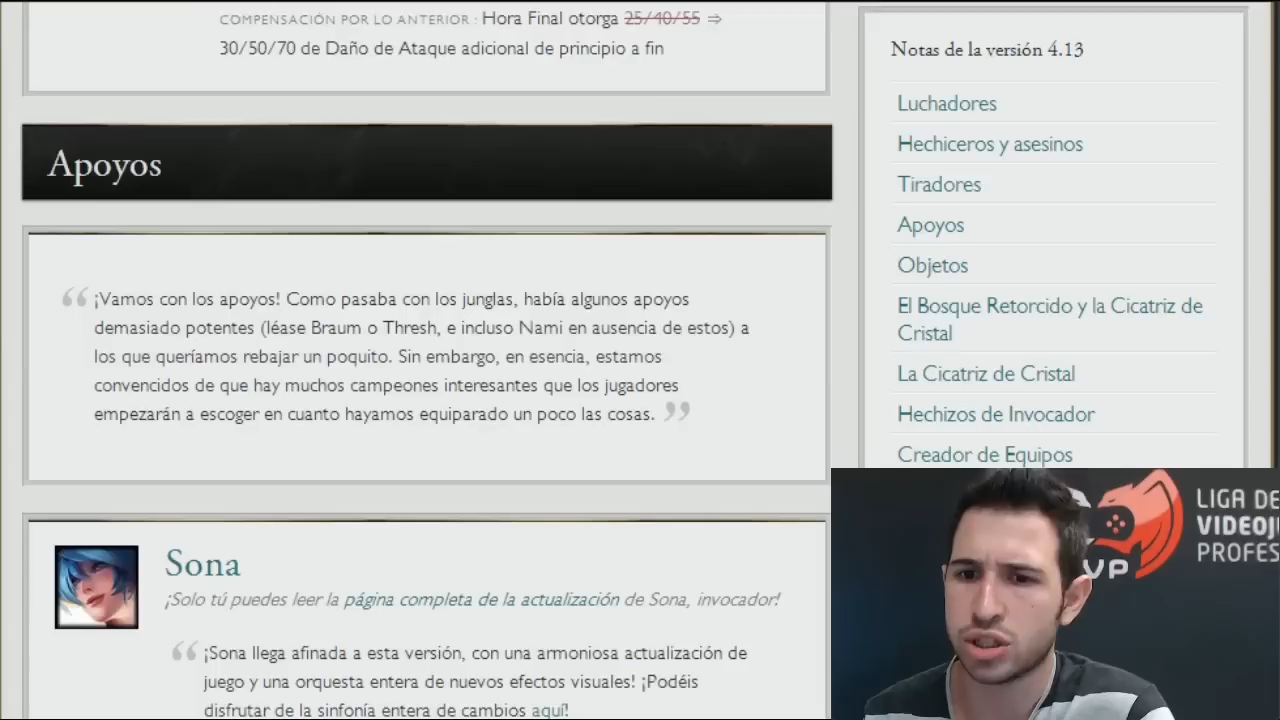 COMPENSACIÓN POR LO ANTERIOR : Hora Final otorga 25/40/55 ⇒
30/50/70 de Daño de Ataque adicional de principio a fin
Apoyos
“ ¡Vamos con los apoyos! Como pasaba con los junglas, había algunos apoyos
demasiado potentes (léase Braum o Thresh, e incluso Nami en ausencia de estos) a
los que queríamos rebajar un poquito. Sin embargo, en esencia, estamos
convencidos de que hay muchos campeones interesantes que los jugadores
empezarán a escoger en cuanto hayamos equiparado un poco las cosas. ”
Sona
¡Solo tú puedes leer la página completa de la actualización de Sona, invocador!
“ ¡Sona llega afinada a esta versión, con una armoniosa actualización de
juego y una orquesta entera de nuevos efectos visuales! ¡Podéis
disfrutar de la sinfonía entera de cambios aquí!
Notas de la versión 4.13
Luchadores
Hechiceros y asesinos
Tiradores
Apoyos
Objetos
El Bosque Retorcido y la Cicatriz de
Cristal
La Cicatriz de Cristal
Hechizos de Invocador
Creador de Equipos
LIGA DE
VIDEOJ
PROFES
VP